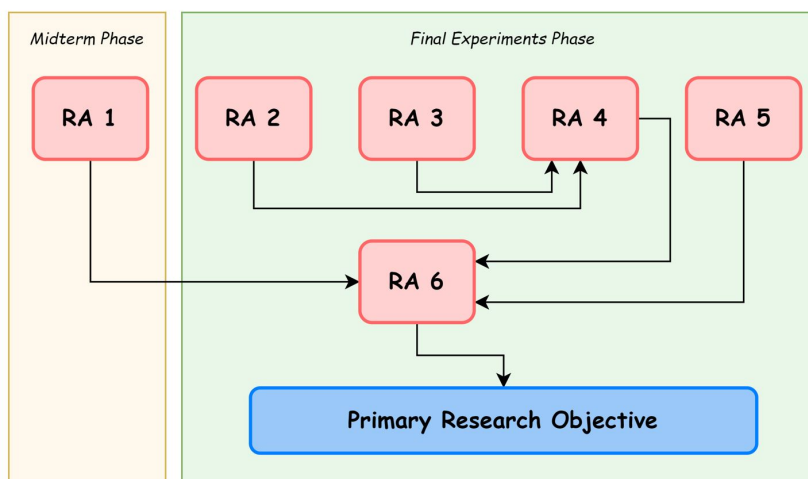 Midterm Phase
Final Experiments Phase
RA 1
RA 2
RA 3
RA 4
RA 5
RA 6
Primary Research Objective